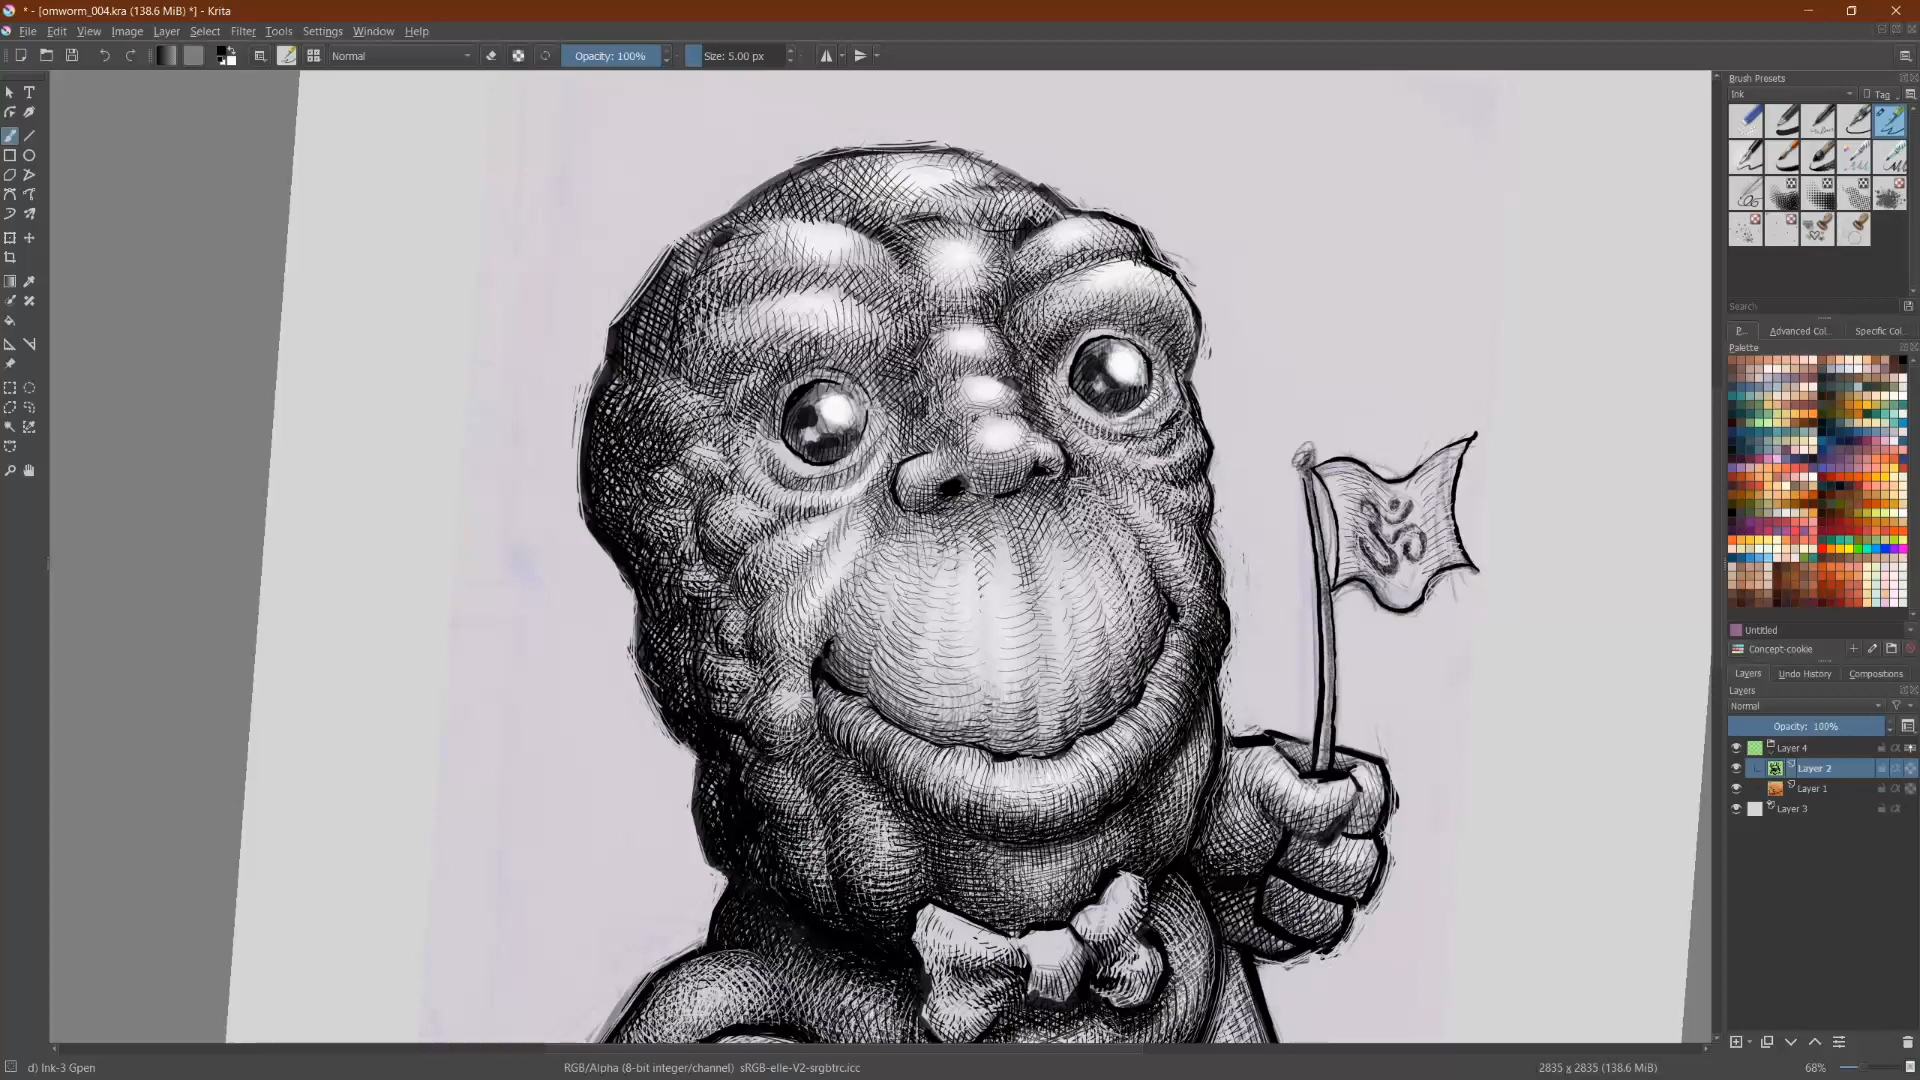 * - [omworm_004.kra (138.6 MiB) *] - Krita
File Edit View Image Layer Select Filter Tools Settings Window Help
Normal
Opacity: 100%
Size: 5.00 px
Brush Presets
Ink
Tag
Search
P...
Advanced Col...
Specific Col...
Palette
ॐ
Untitled
Concept-cookie
Layers
Undo History
Compositions
Layers
Normal
Opacity: 100%
Layer 4
Layer 2
Layer 1
Layer 3
d) Ink-3 Gpen
RGB/Alpha (8-bit integer/channel) sRGB-elle-V2-srgbtrc.icc
2835 x 2835 (138.6 MiB)
68%